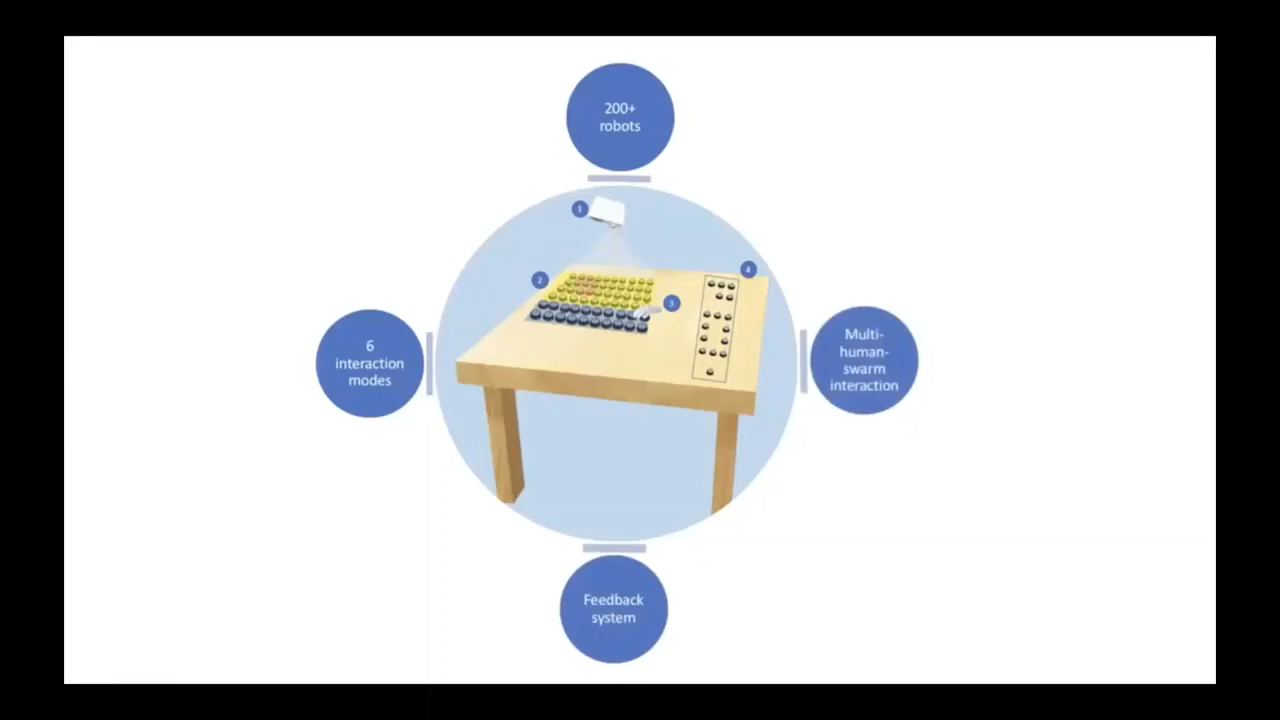 200+
robots
1
2
3
4
6
interaction
modes
Multi-
human-
swarm
interaction
Feedback
system